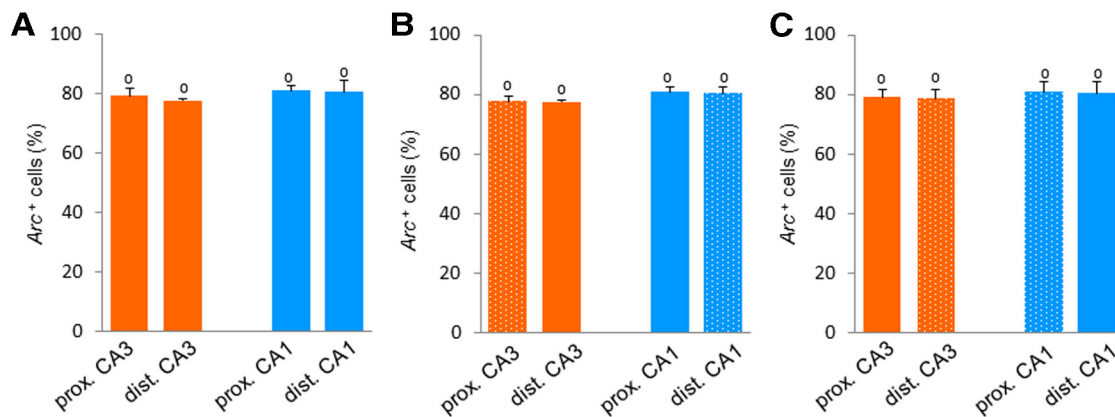 A
100
80
60
40
20
0
Arc+ cells (%)
o
o
o
o
prox. CA3
dist. CA3
prox. CA1
dist. CA1
B
100
80
60
40
20
0
Arc+ cells (%)
o
o
o
o
prox. CA3
dist. CA3
prox. CA1
dist. CA1
C
100
80
60
40
20
0
Arc+ cells (%)
o
o
o
o
prox. CA3
dist. CA3
prox. CA1
dist. CA1